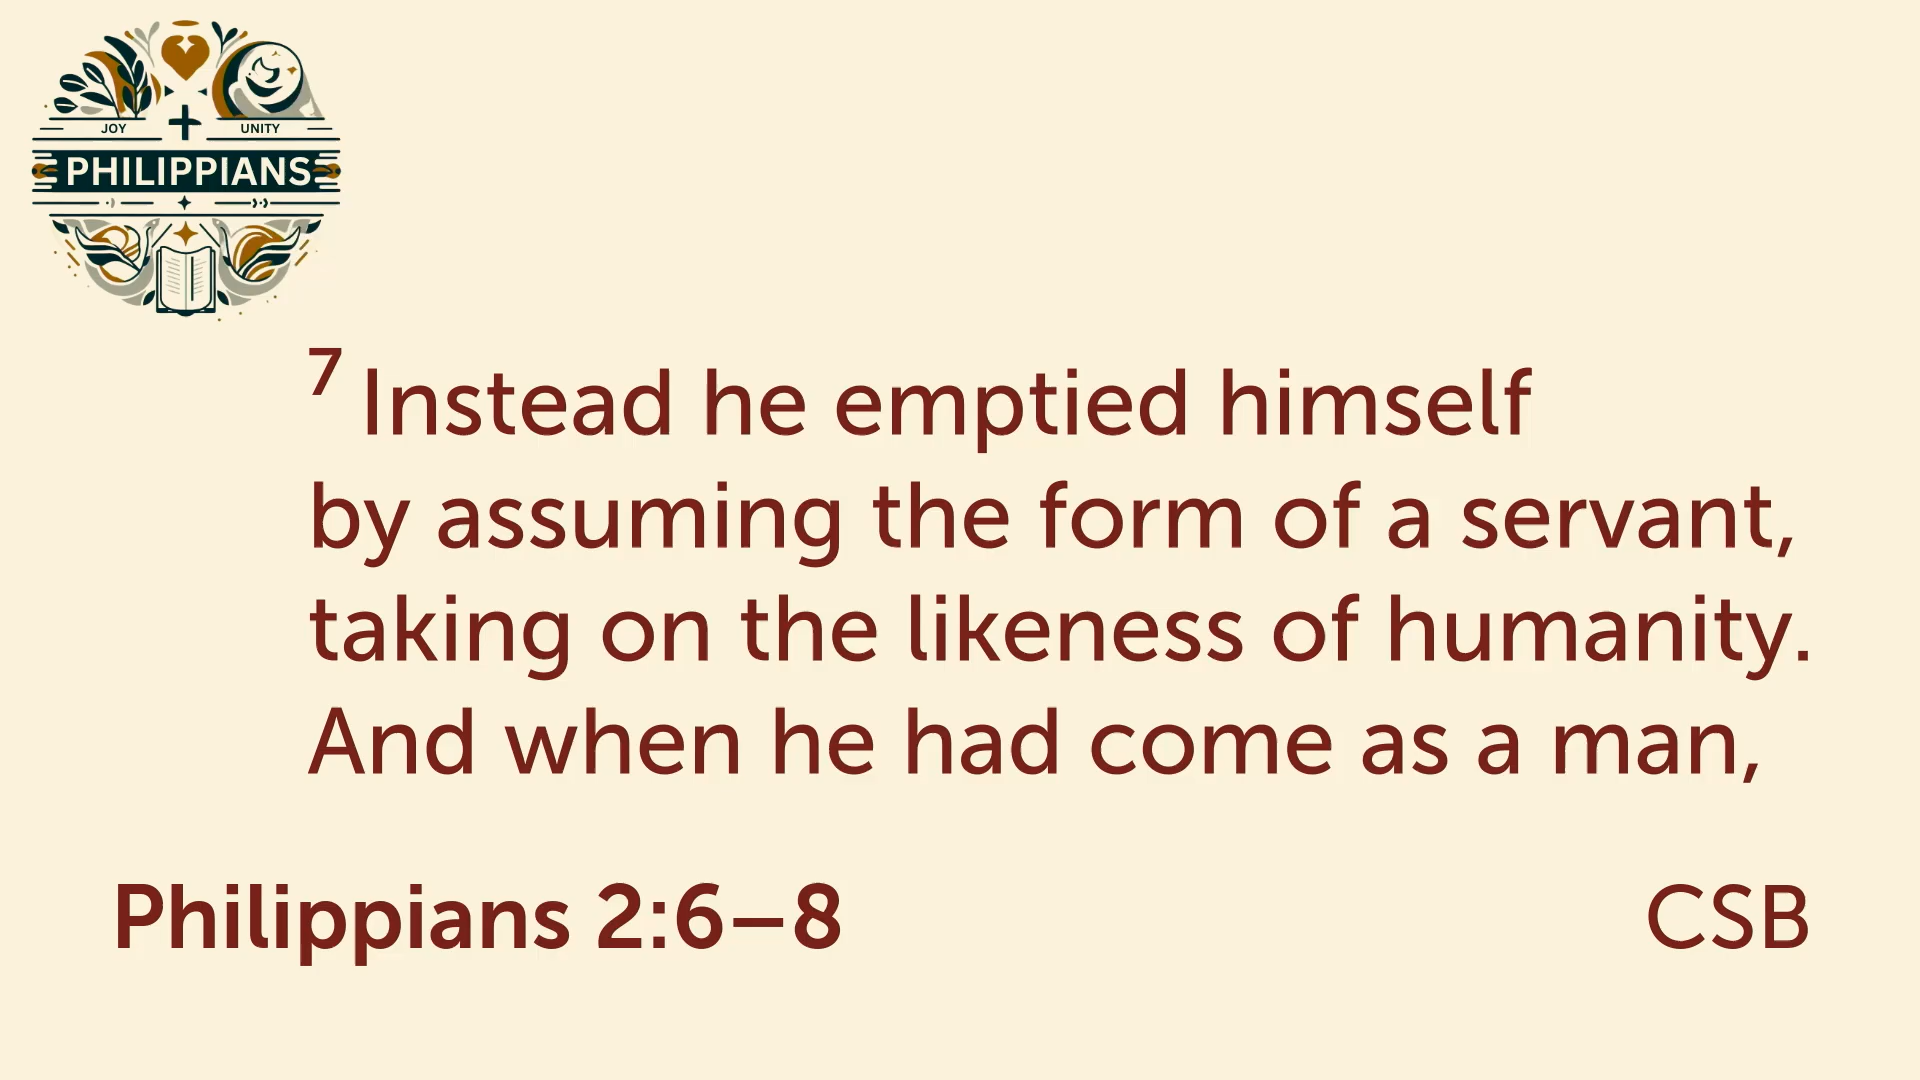 JOY UNITY
PHILIPPIANS
7 Instead he emptied himself
by assuming the form of a servant,
taking on the likeness of humanity.
And when he had come as a man,
Philippians 2:6–8 CSB